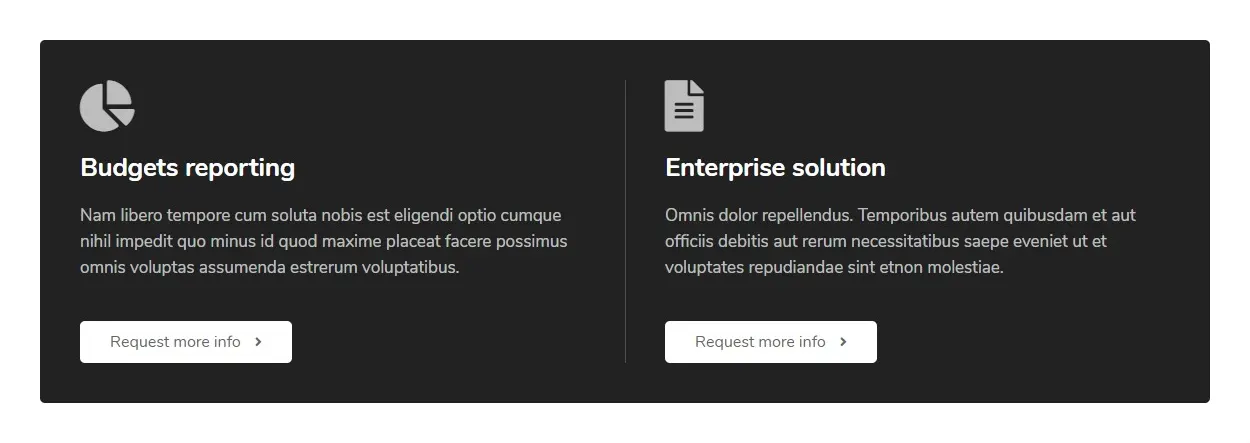 Budgets reporting
Nam libero tempore cum soluta nobis est eligendi optio cumque
nihil impedit quo minus id quod maxime placeat facere possimus
omnis voluptas assumenda estrerum voluptatibus.
Request more info
Enterprise solution
Omnis dolor repellendus. Temporibus autem quibusdam et aut
officiis debitis aut rerum necessitatibus saepe eveniet ut et
voluptates repudiandae sint etnon molestiae.
Request more info